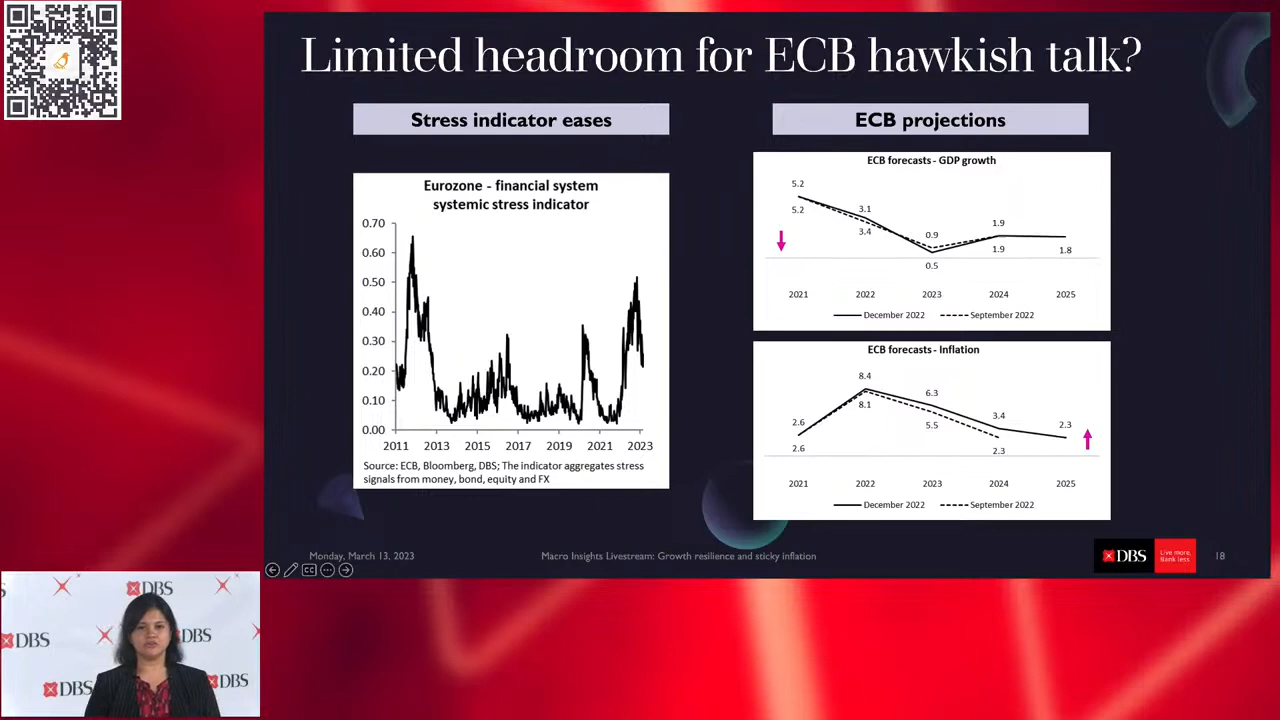 Limited headroom for ECB hawkish talk?
Stress indicator eases
Eurozone - financial system
systemic stress indicator
0.70
0.60
0.50
0.40
0.30
0.20
0.10
0.00
2011 2013 2015 2017 2019 2021 2023
Source: ECB, Bloomberg, DBS; The indicator aggregates stress
signals from money, bond, equity and FX
ECB projections
ECB forecasts - GDP growth
5.2
5.2
3.1
3.4
0.9
0.5
1.9
1.9
1.8
2021 2022 2023 2024 2025
December 2022 September 2022
ECB forecasts - Inflation
2.6
2.6
8.4
8.1
6.3
5.5
3.4
2.3
2.3
2021 2022 2023 2024 2025
December 2022 September 2022
Monday, March 13, 2023
Macro Insights Livestream: Growth resilience and sticky inflation
DBS
Live more,
Bank less
18
CC
DBS
DBS
DBS
DBS
DBS